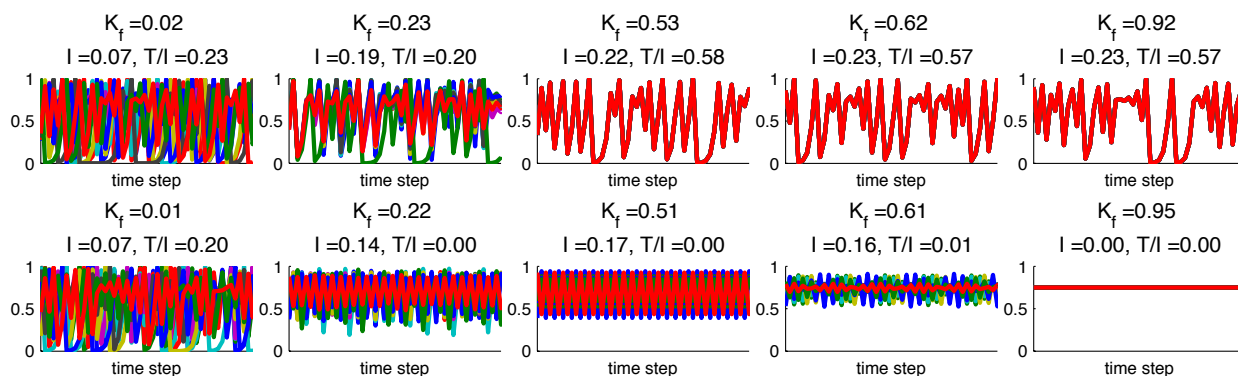 K_f =0.02 K_f =0.23 K_f =0.53 K_f =0.62 K_f =0.92
I =0.07, T/I =0.23 I =0.19, T/I =0.20 I =0.22, T/I =0.58 I =0.23, T/I =0.57 I =0.23, T/I =0.57
1 1 1 1 1
0.5 0.5 0.5 0.5 0.5
0 0 0 0 0
time step time step time step time step time step
K_f =0.01 K_f =0.22 K_f =0.51 K_f =0.61 K_f =0.95
I =0.07, T/I =0.20 I =0.14, T/I =0.00 I =0.17, T/I =0.00 I =0.16, T/I =0.01 I =0.00, T/I =0.00
1 1 1 1 1
0.5 0.5 0.5 0.5 0.5
0 0 0 0 0
time step time step time step time step time step